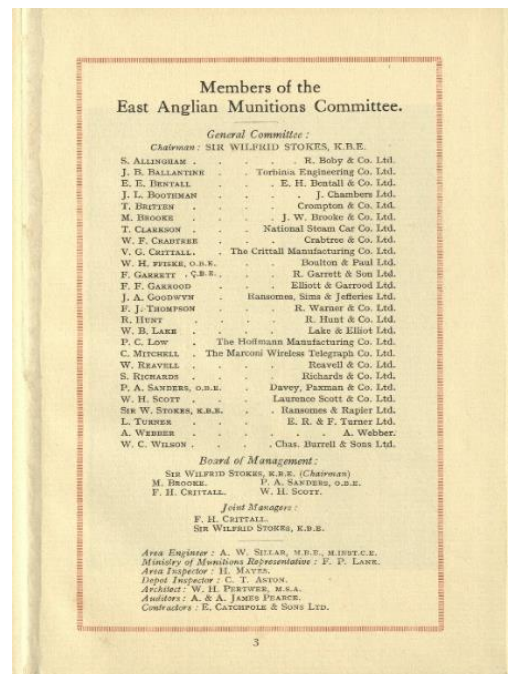 Members of the
East Anglian Munitions Committee.
General Committee :
Chairman : SIR WILFRID STOKES, K.B.E.
S. ALLINGHAM . . . . . R. Boby & Co. Ltd.
J. B. BALLANTINE . . Torbinia Engineering Co. Ltd.
E. E. BENTALL . . . E. H. Bentall & Co. Ltd.
J. L. BOOTHMAN . . . . J. Chambers Ltd.
T. BRITTEN . . . . Crompton & Co. Ltd.
M. BROOKE . . . J. W. Brooke & Co. Ltd.
T. CLARKSON . . National Steam Car Co. Ltd.
W. F. CRABTREE . . . Crabtree & Co. Ltd.
V. G. CRITTALL . . The Crittall Manufacturing Co. Ltd.
W. H. FFISKE, O.B.E. . . . Boulton & Paul Ltd.
F. GARRETT , C.B.E. . . . R. Garrett & Son Ltd.
F. F. GARROOD . . . Elliott & Garrood Ltd.
J. A. GOODWYN . Ransomes, Sims & Jefferies Ltd.
F. J. THOMPSON . . . R. Warner & Co. Ltd.
R. HUNT . . . . R. Hunt & Co. Ltd.
W. B. LAKE . . . . Lake & Elliot Ltd.
P. C. LOW . The Hoffmann Manufacturing Co. Ltd.
C. MITCHELL . The Marconi Wireless Telegraph Co. Ltd.
W. REAVELL . . . . Reavell & Co. Ltd.
S. RICHARDS . . . . Richards & Co. Ltd.
P. A. SANDERS, O.B.E. . Davey, Paxman & Co. Ltd.
W. H. SCOTT . . . Laurence Scott & Co. Ltd.
SIR W. STOKES, K.B.E. . . Ransomes & Rapier Ltd.
L. TURNER . . . E. R. & F. Turner Ltd.
A. WEBBER . . . . . A. Webber.
W. C. WILSON . . . . Chas. Burrell & Sons Ltd.
Board of Management :
SIR WILFRID STOKES, K.B.E. (Chairman)
M. BROOKE. P. A. SANDERS, O.B.E.
F. H. CRITTALL. W. H. SCOTT.
Joint Managers :
F. H. CRITTALL.
SIR WILFRID STOKES, K.B.E.
Area Engineer : A. W. SILLAR, M.B.E., M.INST.C.E.
Ministry of Munitions Representative : F. P. LANE.
Area Inspector : H. MAYES.
Depot Inspector : C. T. ASTON.
Architect : W. H. PERTWEE, M.S.A.
Auditors : A. & A. JAMES PEARCE.
Contractors : E. CATCHPOLE & SONS LTD.
3